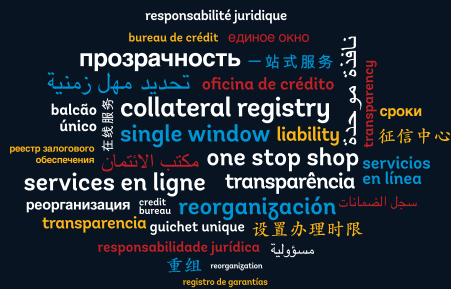 responsabilité juridique
bureau de crédit
единое окно
прозрачность
一站式服务
نافذة موحدة
تحديد مهل زمنية
oficina de crédito
transparency
balcão
único
在线服务
collateral registry
сроки
single window
liability
征信中心
реестр залогового
обеспечения
مكتب الائتمان
one stop shop
servicios
en línea
services en ligne
transparência
реорганизация
credit
bureau
reorganización
سجل الضمانات
transparencia
guichet unique
设置办理时限
responsabilidade jurídica
مسؤولية
重组
reorganization
registro de garantías